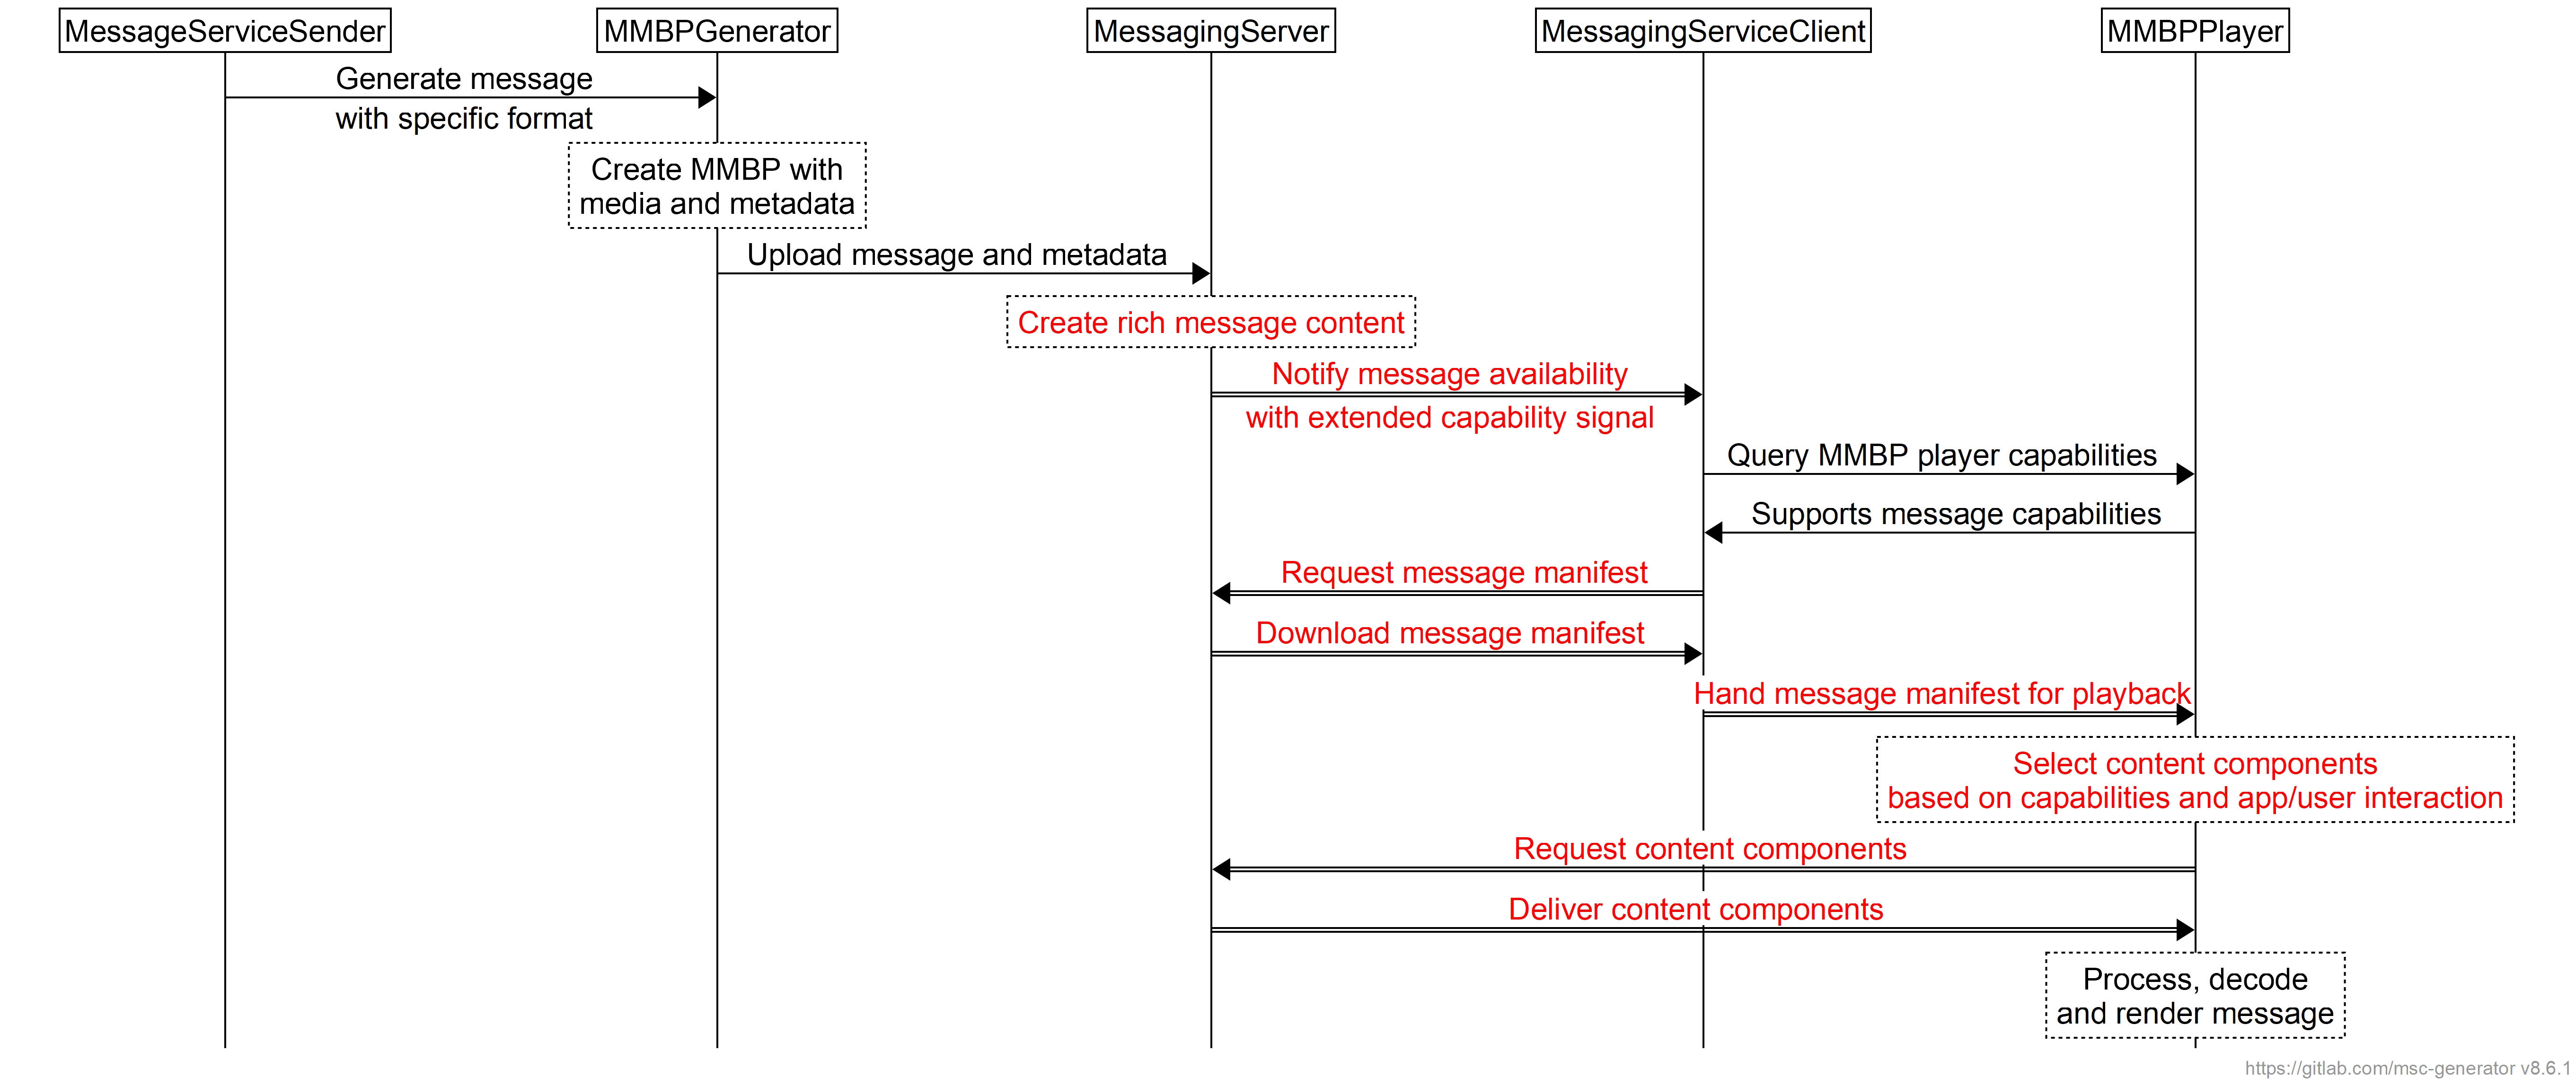 MessageServiceSender
MMBPGenerator
MessagingServer
MessagingServiceClient
MMBPPlayer
Generate message
with specific format
Create MMBP with
media and metadata
Upload message and metadata
Create rich message content
Notify message availability
with extended capability signal
Query MMBP player capabilities
Supports message capabilities
Request message manifest
Download message manifest
Hand message manifest for playback
Select content components
based on capabilities and app/user interaction
Request content components
Deliver content components
Process, decode
and render message
https://gitlab.com/msc-generator v8.6.1